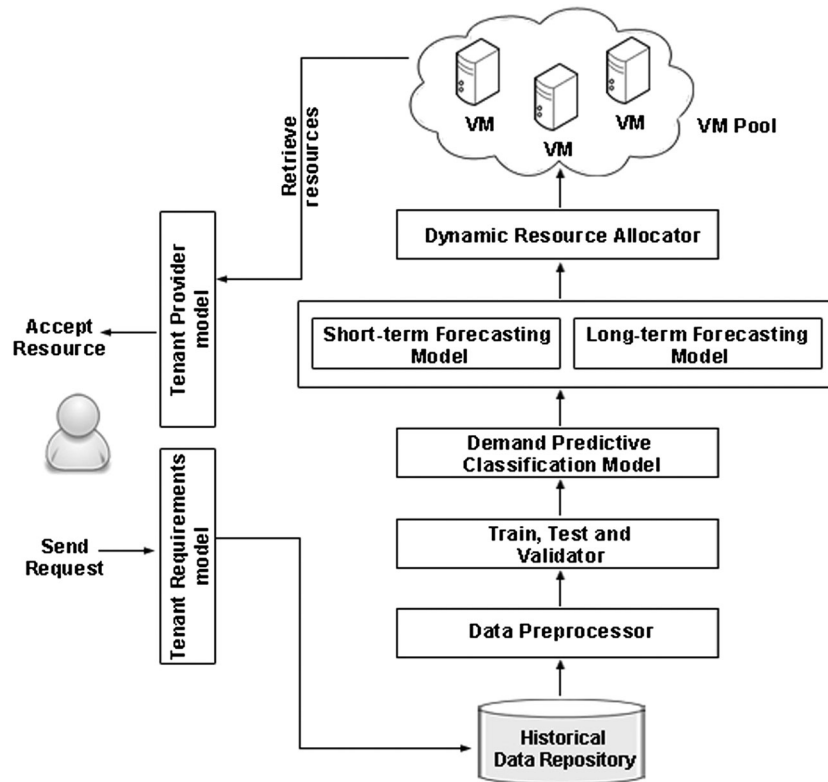 VM
VM
VM
VM Pool
Retrieve
resources
Dynamic Resource Allocator
Tenant Provider
model
Accept
Resource
Short-term Forecasting
Model
Long-term Forecasting
Model
Demand Predictive
Classification Model
Tenant Requirements
model
Send
Request
Train, Test and
Validator
Data Preprocessor
Historical
Data Repository